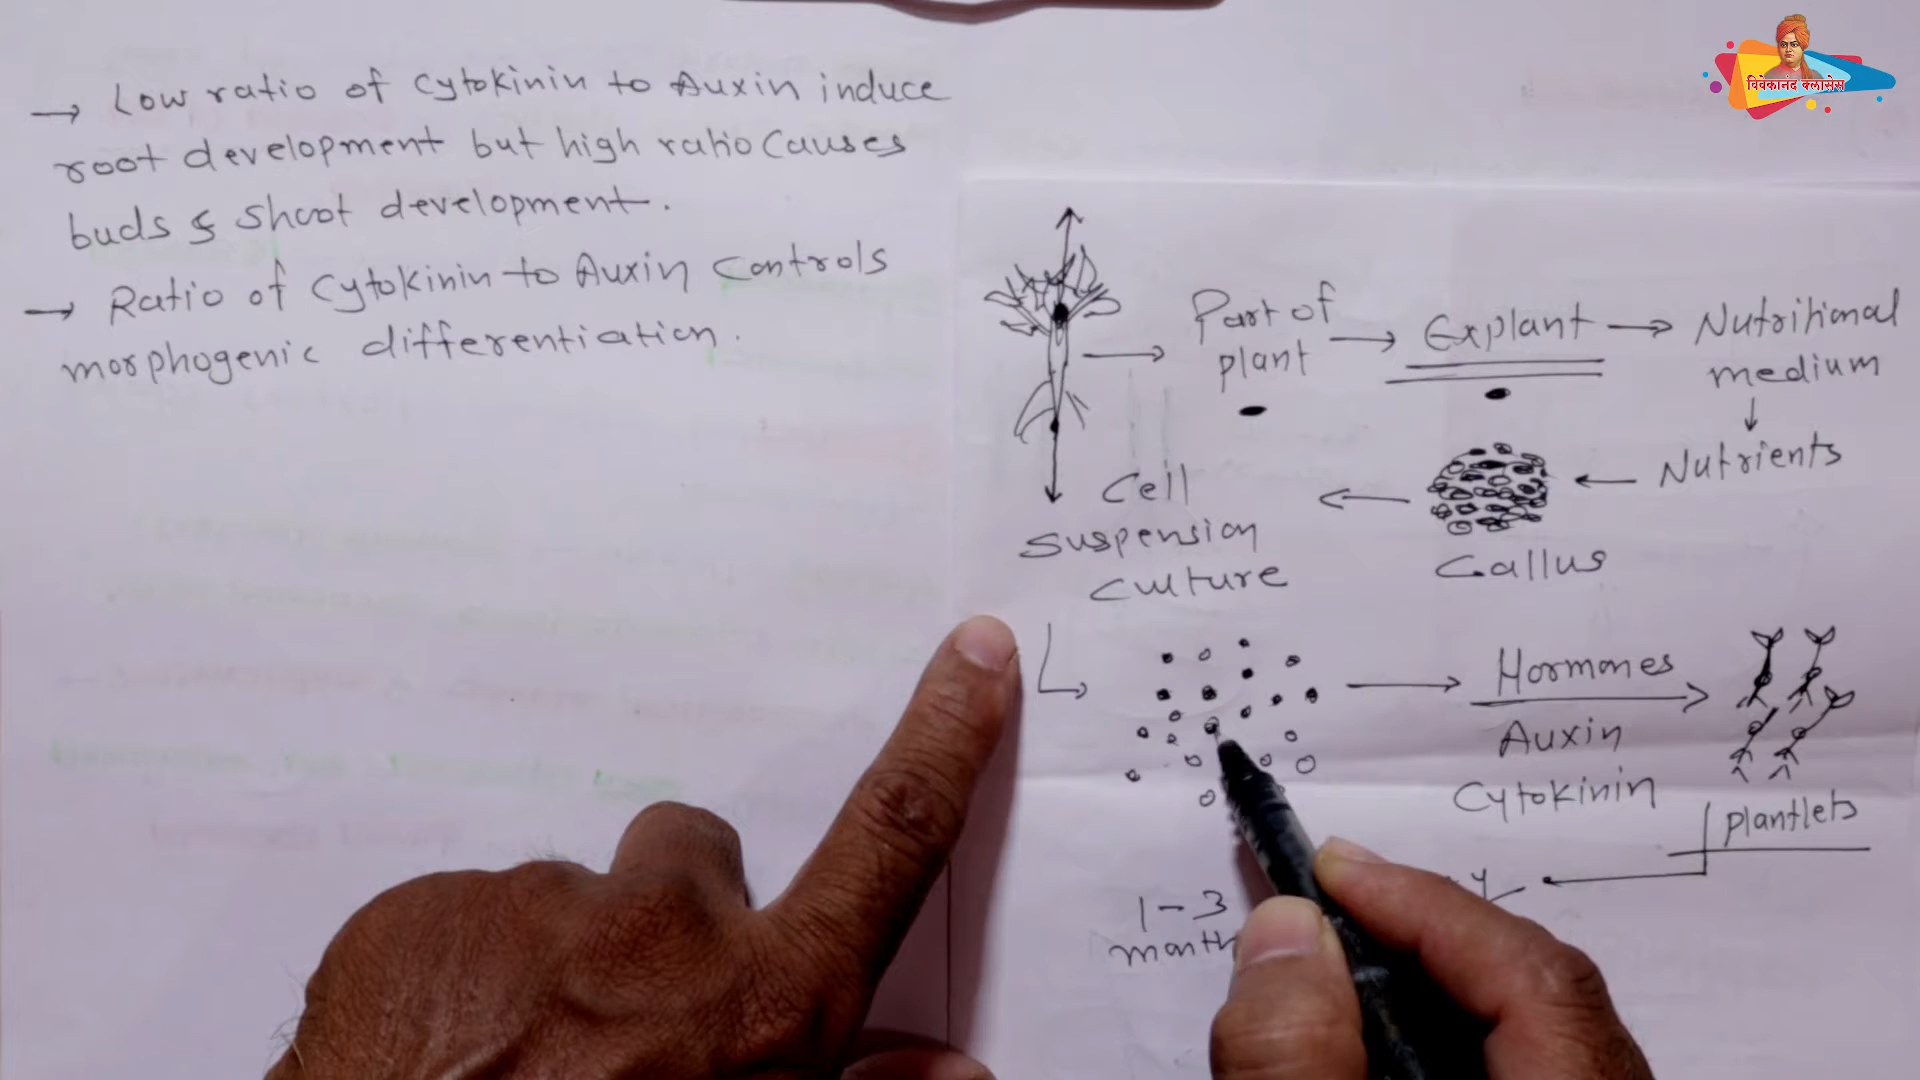 → Low ratio of cytokinin to Auxin induce
root development but high ratio causes
buds & shoot development.
→ Ratio of cytokinin to Auxin controls
morphogenic differentiation.
Part of
plant
→ Explant → Nutritional
medium
Nutrients
Callus
Cell
suspension
culture
Hormones
Auxin
Cytokinin
plantlets
1-3
month
विवेकानंद क्लासेस